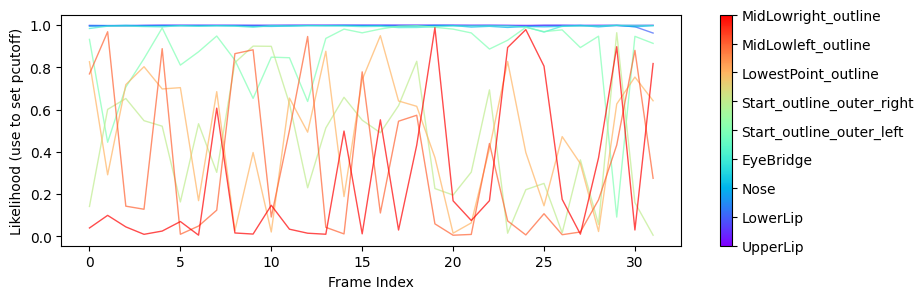 1.0
0.8
0.6
0.4
0.2
0.0
Likelihood (use to set pcutoff)
0 5 10 15 20 25 30
Frame Index
MidLowright_outline
MidLowleft_outline
LowestPoint_outline
Start_outline_outer_right
Start_outline_outer_left
EyeBridge
Nose
LowerLip
UpperLip